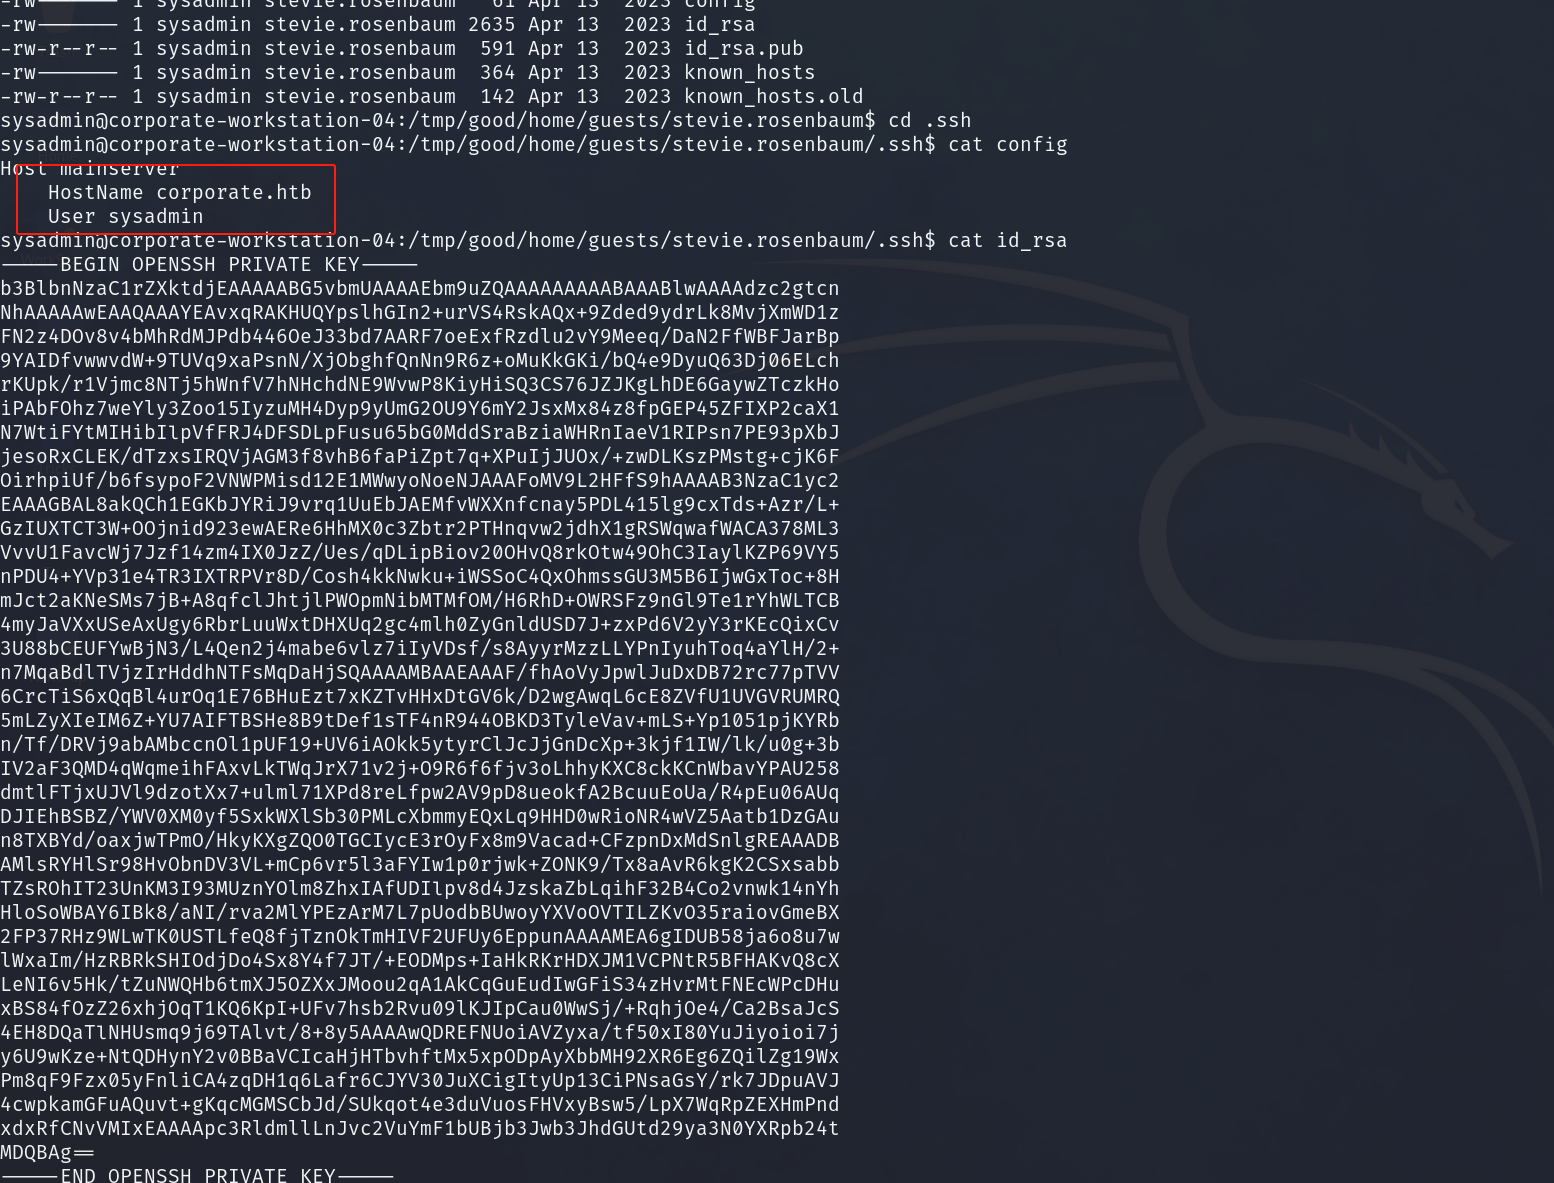 -rw------- 1 sysadmin stevie.rosenbaum   61 Apr 13  2023 config
-rw------- 1 sysadmin stevie.rosenbaum 2635 Apr 13  2023 id_rsa
-rw-r--r-- 1 sysadmin stevie.rosenbaum  591 Apr 13  2023 id_rsa.pub
-rw------- 1 sysadmin stevie.rosenbaum  364 Apr 13  2023 known_hosts
-rw-r--r-- 1 sysadmin stevie.rosenbaum  142 Apr 13  2023 known_hosts.old
sysadmin@corporate-workstation-04:/tmp/good/home/guests/stevie.rosenbaum$ cd .ssh
sysadmin@corporate-workstation-04:/tmp/good/home/guests/stevie.rosenbaum/.ssh$ cat config
Host mainserver
    HostName corporate.htb
    User sysadmin
sysadmin@corporate-workstation-04:/tmp/good/home/guests/stevie.rosenbaum/.ssh$ cat id_rsa
-----BEGIN OPENSSH PRIVATE KEY-----
b3BlbnNzaC1rZXktdjEAAAAABG5vbmUAAAAEbm9uZQAAAAAAAAABAAABlwAAAAdzc2gtcn
NhAAAAAwEAAQAAAYEAvxqRAKHUQYpslhGIn2+urVS4RskAQx+9Zded9ydrLk8MvjXmWD1z
FN2z4DOv8v4bMhRdMJPdb446OeJ33bd7AARF7oeExfRzdlu2vY9Meeq/DaN2FfWBFJarBp
9YAIDfvwwvdW+9TUVq9xaPsnN/XjObghfQnNn9R6z+oMuKkGKi/bQ4e9DyuQ63Dj06ELch
rKUpk/r1Vjmc8NTj5hWnfV7hNHchdNE9WvwP8KiyHiSQ3CS76JZJKgLhDE6GaywZTczkHo
iPAbFOhz7weYly3Zoo15IyzuMH4Dyp9yUmG2OU9Y6mY2JsxMx84z8fpGEP45ZFIXP2caX1
N7WtiFYtMIHibIlpVfFRJ4DFSDLpFusu65bG0MddSraBziaWHRnIaeV1RIPsn7PE93pXbJ
jesoRxCLEK/dTzxsIRQVjAGM3f8vhB6faPiZpt7q+XPuIjJUOx/+zwDLKszPMstg+cjK6F
OirhpiUf/b6fsypoF2VNWPMisd12E1MWwyoNoeNJAAAFoMV9L2HFfS9hAAAAB3NzaC1yc2
EAAAGBAL8akQCh1EGKbJYRiJ9vrq1UuEbJAEMfvWXXnfcnay5PDL415lg9cxTds+Azr/L+
GzIUXTCT3W+OOjnid923ewAERe6HhMX0c3Zbtr2PTHnqvw2jdhX1gRSWqwafWACA378ML3
VvvU1FavcWj7Jzf14zm4IX0JzZ/Ues/qDLipBiov20OHvQ8rkOtw49OhC3IaylKZP69VY5
nPDU4+YVp31e4TR3IXTRPVr8D/Cosh4kkNwku+iWSSoC4QxOhmssGU3M5B6IjwGxToc+8H
mJct2aKNeSMs7jB+A8qfclJhtjlPWOpmNibMTMfOM/H6RhD+OWRSFz9nGl9Te1rYhWLTCB
4myJaVXxUSeAxUgy6RbrLuuWxtDHXUq2gc4mlh0ZyGnldUSD7J+zxPd6V2yY3rKEcQixCv
3U88bCEUFYwBjN3/L4Qen2j4mabe6vlz7iIyVDsf/s8AyyrMzzLLYPnIyuhToq4aYlH/2+
n7MqaBdlTVjzIrHddhNTFsMqDaHjSQAAAAMBAAEAAAF/fhAoVyJpwlJuDxDB72rc77pTVV
6CrcTiS6xQqBl4urOq1E76BHuEzt7xKZTvHHxDtGV6k/D2wgAwqL6cE8ZVfU1UVGVRUMRQ
5mLZyXIeIM6Z+YU7AIFTBSHe8B9tDef1sTF4nR944OBKD3TyleVav+mLS+Yp1051pjKYRb
n/Tf/DRVj9abAMbccnOl1pUF19+UV6iAOkk5ytyrClJcJjGnDcXp+3kjf1IW/lk/u0g+3b
IV2aF3QMD4qWqmeihFAxvLkTWqJrX71v2j+O9R6f6fjv3oLhhyKXC8ckKCnWbavYPAU258
dmtlFTjxUJVl9dzotXx7+ulml71XPd8reLfpw2AV9pD8ueokfA2BcuuEoUa/R4pEu06AUq
DJIEhBSBZ/YWV0XM0yf5SxkWXlSb30PMLcXbmmyEQxLq9HHD0wRioNR4wVZ5Aatb1DzGAu
n8TXBYd/oaxjwTPmO/HkyKXgZQO0TGCIycE3rOyFx8m9Vacad+CFzpnDxMdSnlgREAAADB
AMlsRYHlSr98HvObnDV3VL+mCp6vr5l3aFYIw1p0rjwk+ZONK9/Tx8aAvR6kgK2CSxsabb
TZsROhIT23UnKM3I93MUznYOlm8ZhxIAfUDIlpv8d4JzskaZbLqihF32B4Co2vnwk14nYh
HloSoWBAY6IBk8/aNI/rva2MlYPEzArM7L7pUodbBUwoyYXVoOVTILZKvO35raiovGmeBX
2FP37RHz9WLwTK0USTLfeQ8fjTznOkTmHIVF2UFUy6EppunAAAAMEA6gIDUB58ja6o8u7w
lWxaIm/HzRBRkSHIOdjDo4Sx8Y4f7JT/+EODMps+IaHkRKrHDXJM1VCPNtR5BFHAKvQ8cX
LeNI6v5Hk/tZuNWQHb6tmXJ5OZXxJMoou2qA1AkCqGuEudIwGFiS34zHvrMtFNEcWPcDHu
xBS84fOzZ26xhjOqT1KQ6KpI+UFv7hsb2Rvu09lKJIpCau0WwSj/+RqhjOe4/Ca2BsaJcS
4EH8DQaTlNHUsmq9j69TAlvt/8+8y5AAAAwQDREFNUoiAVZyxa/tf50xI80YuJiyoioi7j
y6U9wKze+NtQDHynY2v0BBaVCIcaHjHTbvhftMx5xpODpAyXbbMH92XR6Eg6ZQilZg19Wx
Pm8qF9Fzx05yFnliCA4zqDH1q6Lafr6CJYV30JuXCigItyUp13CiPNsaGsY/rk7JDpuAVJ
4cwpkamGFuAQuvt+gKqcMGMSCbJd/SUkqot4e3duVuosFHVxyBsw5/LpX7WqRpZEXHmPnd
xdxRfCNvVMIxEAAAApc3RldmllLnJvc2VuYmF1bUBjb3Jwb3JhdGUtd29ya3N0YXRpb24t
MDQBAg==
-----END OPENSSH PRIVATE KEY-----